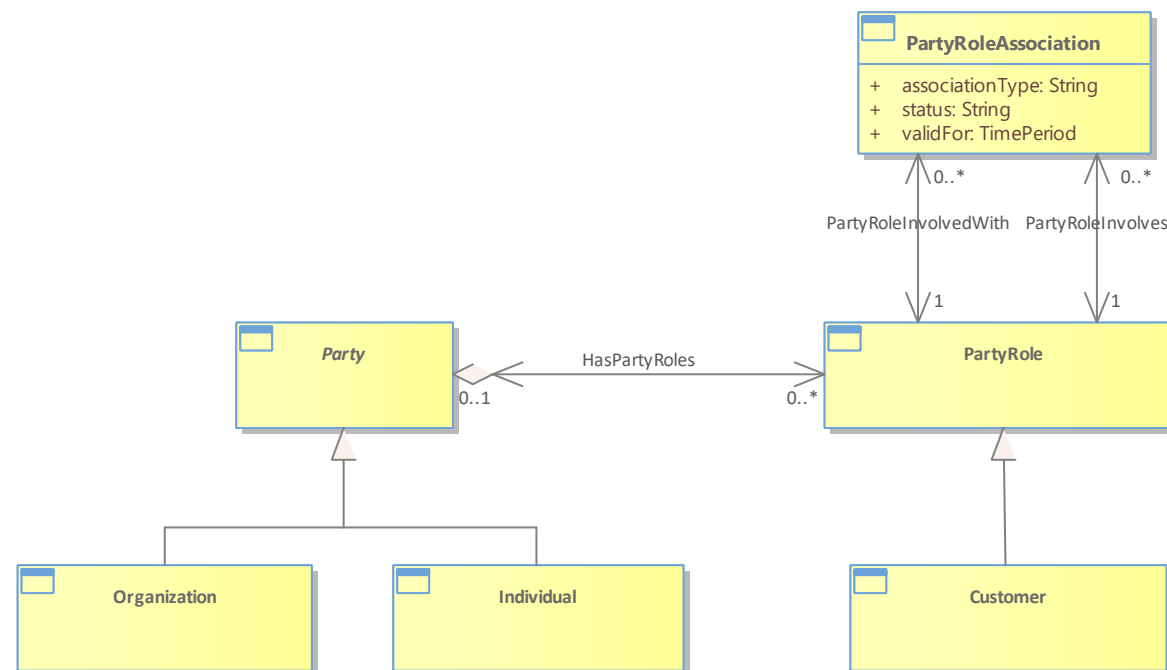 PartyRoleAssociation
+ associationType: String
+ status: String
+ validFor: TimePeriod
0..* 0..*
PartyRoleInvolvedWith PartyRoleInvolves
1 1
Party
HasPartyRoles
PartyRole
0..1 0..*
Organization Individual Customer